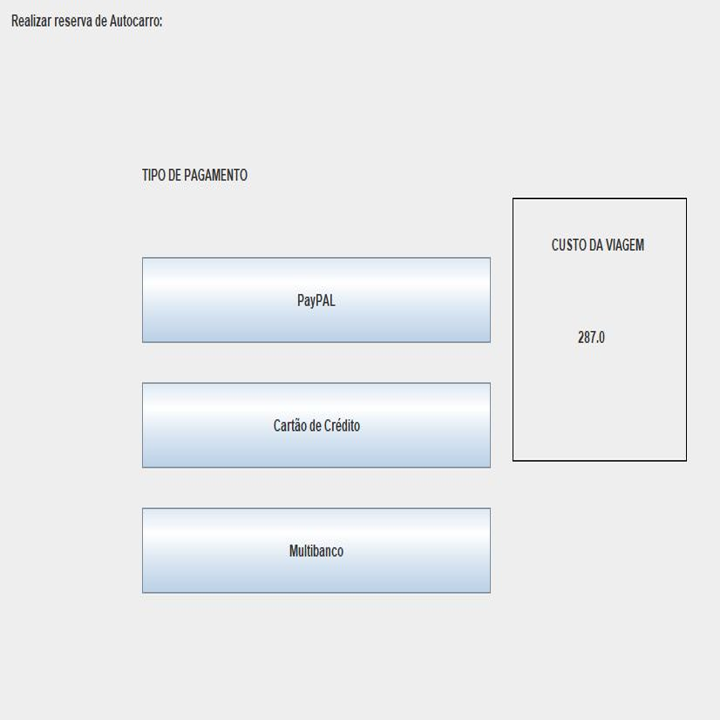 Realizar reserva de Autocarro:
TIPO DE PAGAMENTO
CUSTO DA VIAGEM
PayPAL
287.0
Cartão de Crédito
Multibanco